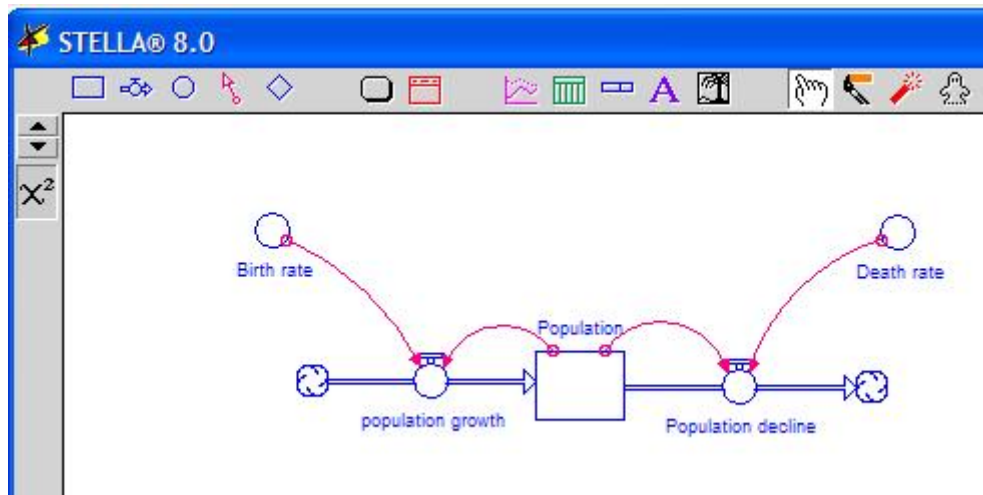 STELLA® 8.0
A
X²
Birth rate
Death rate
Population
population growth
Population decline